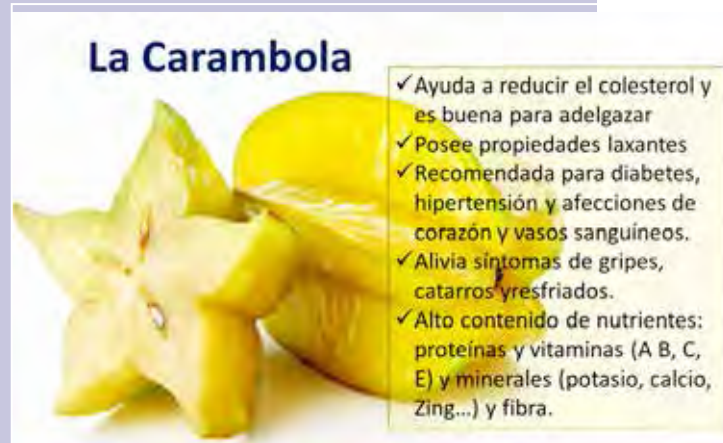 La Carambola
✓Ayuda a reducir el colesterol y
es buena para adelgazar
✓Posee propiedades laxantes
✓Recomendada para diabetes,
hipertensión y afecciones de
corazón y vasos sanguíneos.
✓Alivia síntomas de gripes,
catarros yresfriados.
✓Alto contenido de nutrientes:
proteínas y vitaminas (A B, C,
E) y minerales (potasio, calcio,
Zing...) y fibra.